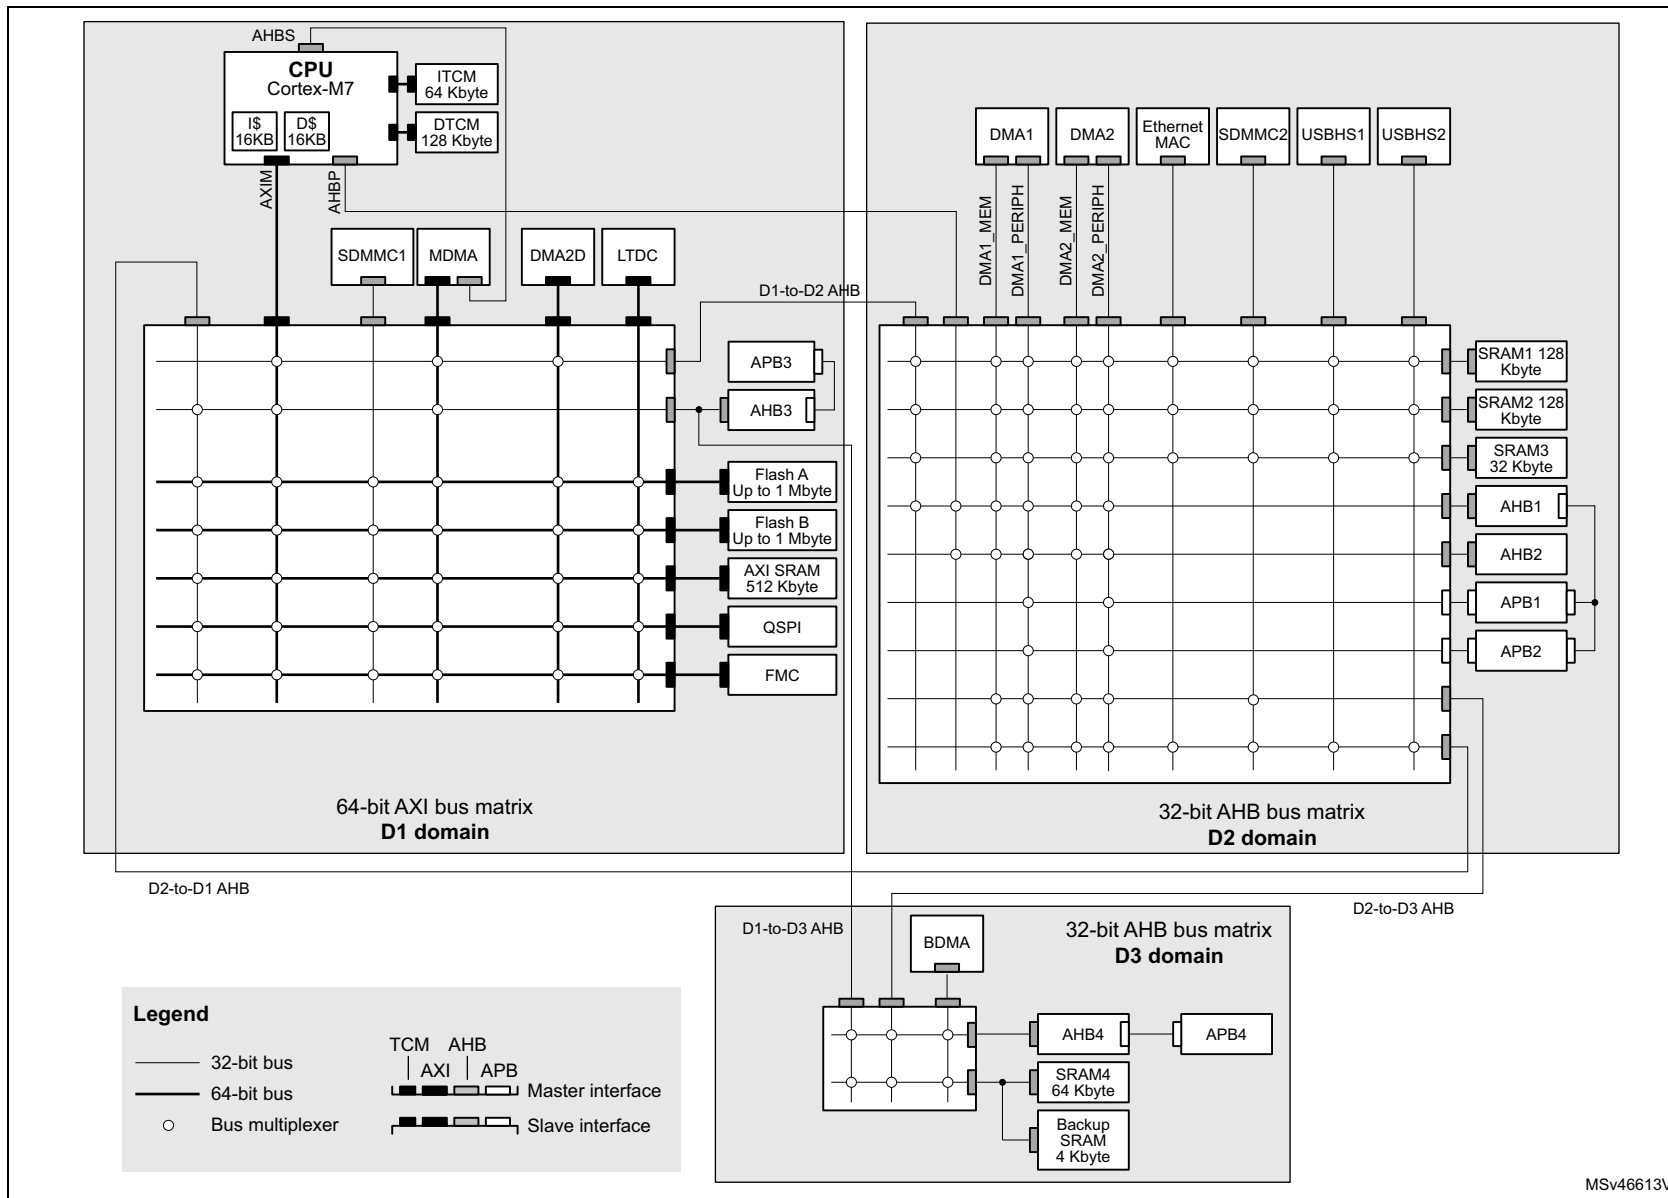 AHBS
CPU
Cortex-M7
I$
16KB
D$
16KB
ITCM
64 Kbyte
DTCM
128 Kbyte
AXIM
AHBP
SDMMC1
MDMA
DMA2D
LTDC
D1-to-D2 AHB
APB3
AHB3
Flash A
Up to 1 Mbyte
Flash B
Up to 1 Mbyte
AXI SRAM
512 Kbyte
QSPI
FMC
64-bit AXI bus matrix
D1 domain
DMA1
DMA2
Ethernet
MAC
SDMMC2
USBHS1
USBHS2
DMA1_MEM
DMA1_PERIPH
DMA2_MEM
DMA2_PERIPH
SRAM1 128
Kbyte
SRAM2 128
Kbyte
SRAM3
32 Kbyte
AHB1
AHB2
APB1
APB2
32-bit AHB bus matrix
D2 domain
D2-to-D1 AHB
D2-to-D3 AHB
D1-to-D3 AHB
BDMA
32-bit AHB bus matrix
D3 domain
AHB4
APB4
SRAM4
64 Kbyte
Backup
SRAM
4 Kbyte
Legend
32-bit bus
64-bit bus
Bus multiplexer
TCM
AHB
AXI
APB
Master interface
Slave interface
MSv46613V